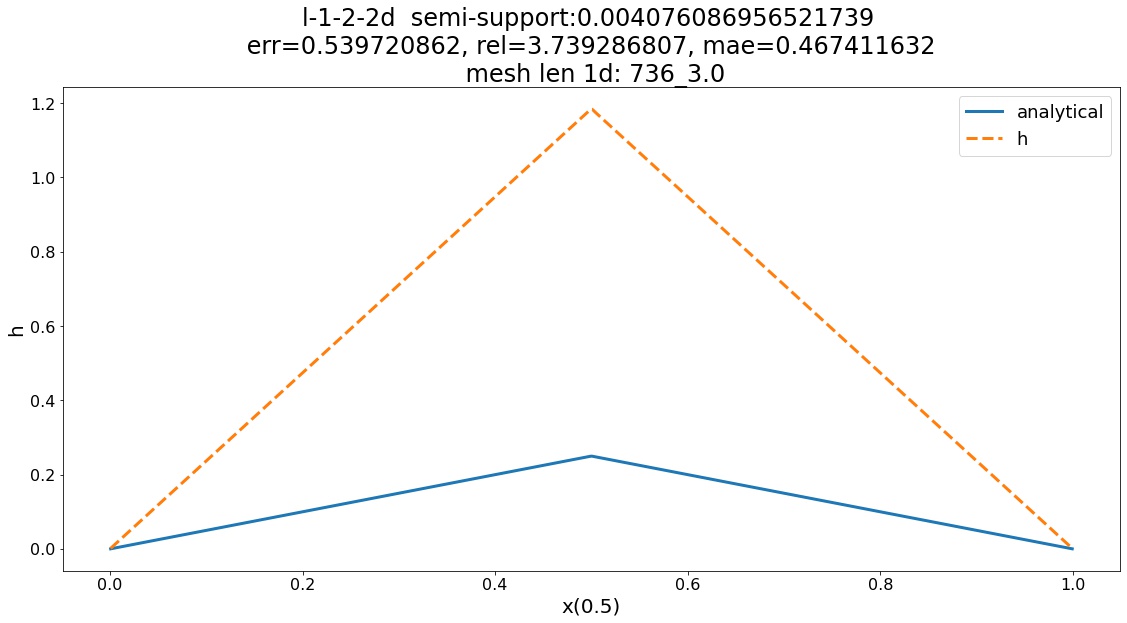 l-1-2-2d  semi-support:0.004076086956521739
err=0.539720862, rel=3.739286807, mae=0.467411632
mesh len 1d: 736_3.0
analytical
h
1.2
1.0
0.8
0.6
0.4
0.2
0.0
h
0.0 0.2 0.4 0.6 0.8 1.0
x(0.5)